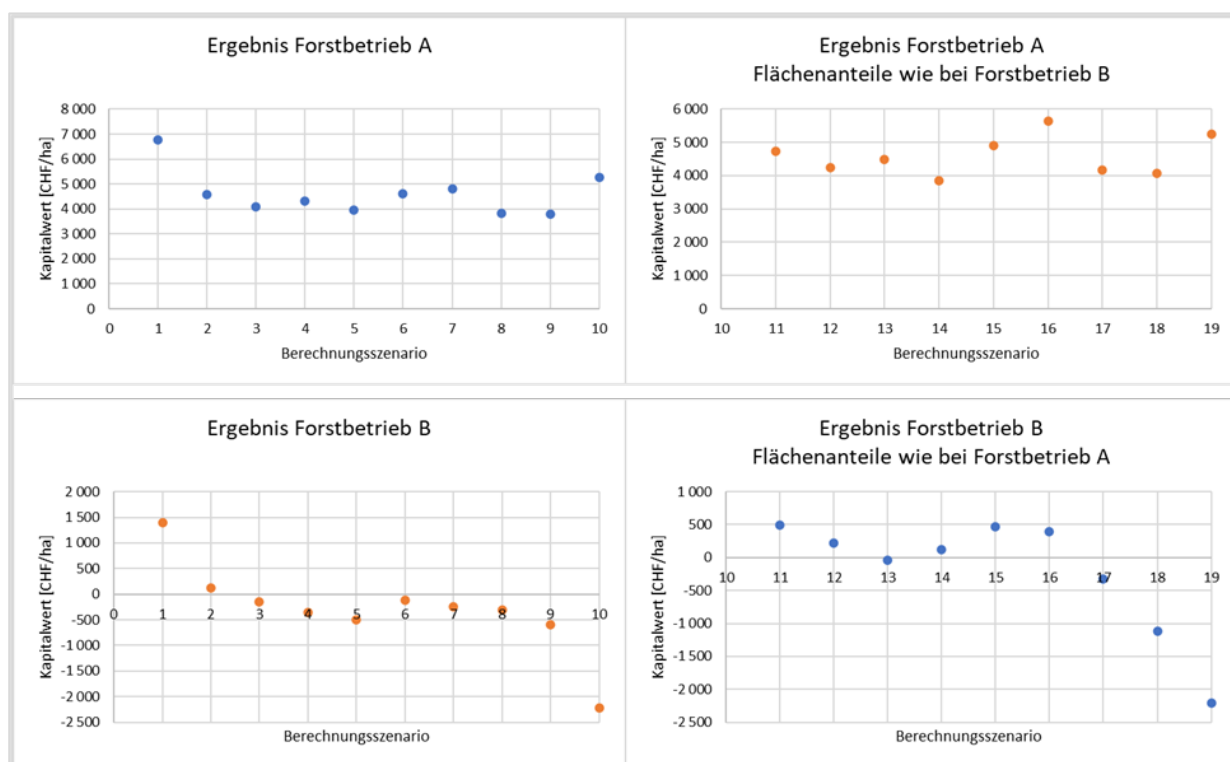 Ergebnis Forstbetrieb A
Kapitalwert [CHF/ha]
8 000
7 000
6 000
5 000
4 000
3 000
2 000
1 000
0
0 1 2 3 4 5 6 7 8 9 10
Berechnungsszenario
Ergebnis Forstbetrieb A
Flächenanteile wie bei Forstbetrieb B
Kapitalwert [CHF/ha]
6 000
5 000
4 000
3 000
2 000
1 000
0
10 11 12 13 14 15 16 17 18 19
Berechnungsszenario
Ergebnis Forstbetrieb B
Kapitalwert [CHF/ha]
2 000
1 500
1 000
500
0
-500
-1 000
-1 500
-2 000
-2 500
0 1 2 3 4 5 6 7 8 9 10
Berechnungsszenario
Ergebnis Forstbetrieb B
Flächenanteile wie bei Forstbetrieb A
Kapitalwert [CHF/ha]
1 000
500
0
-500
-1 000
-1 500
-2 000
-2 500
10 11 12 13 14 15 16 17 18 19
Berechnungsszenario